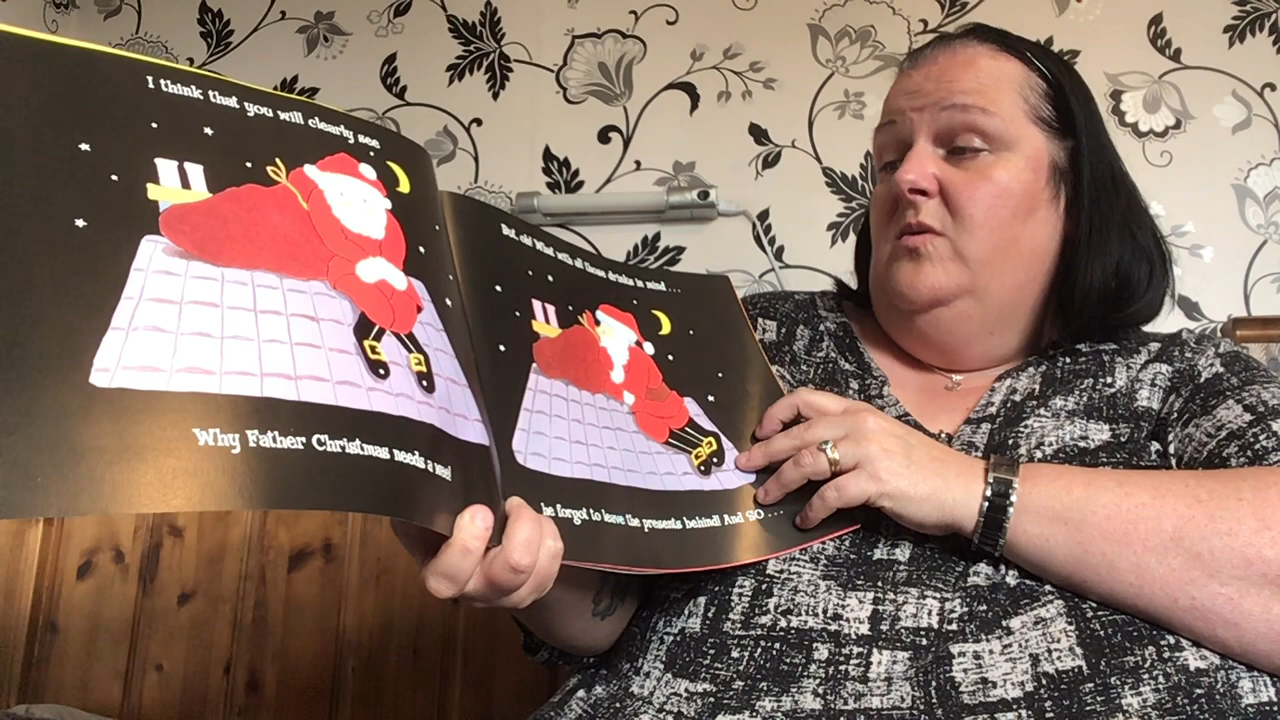 I think that you will clearly see
Why Father Christmas needs a wee!
But, oh! What with all those drinks in mind . . .
he forgot to leave the presents behind! And SO . . .